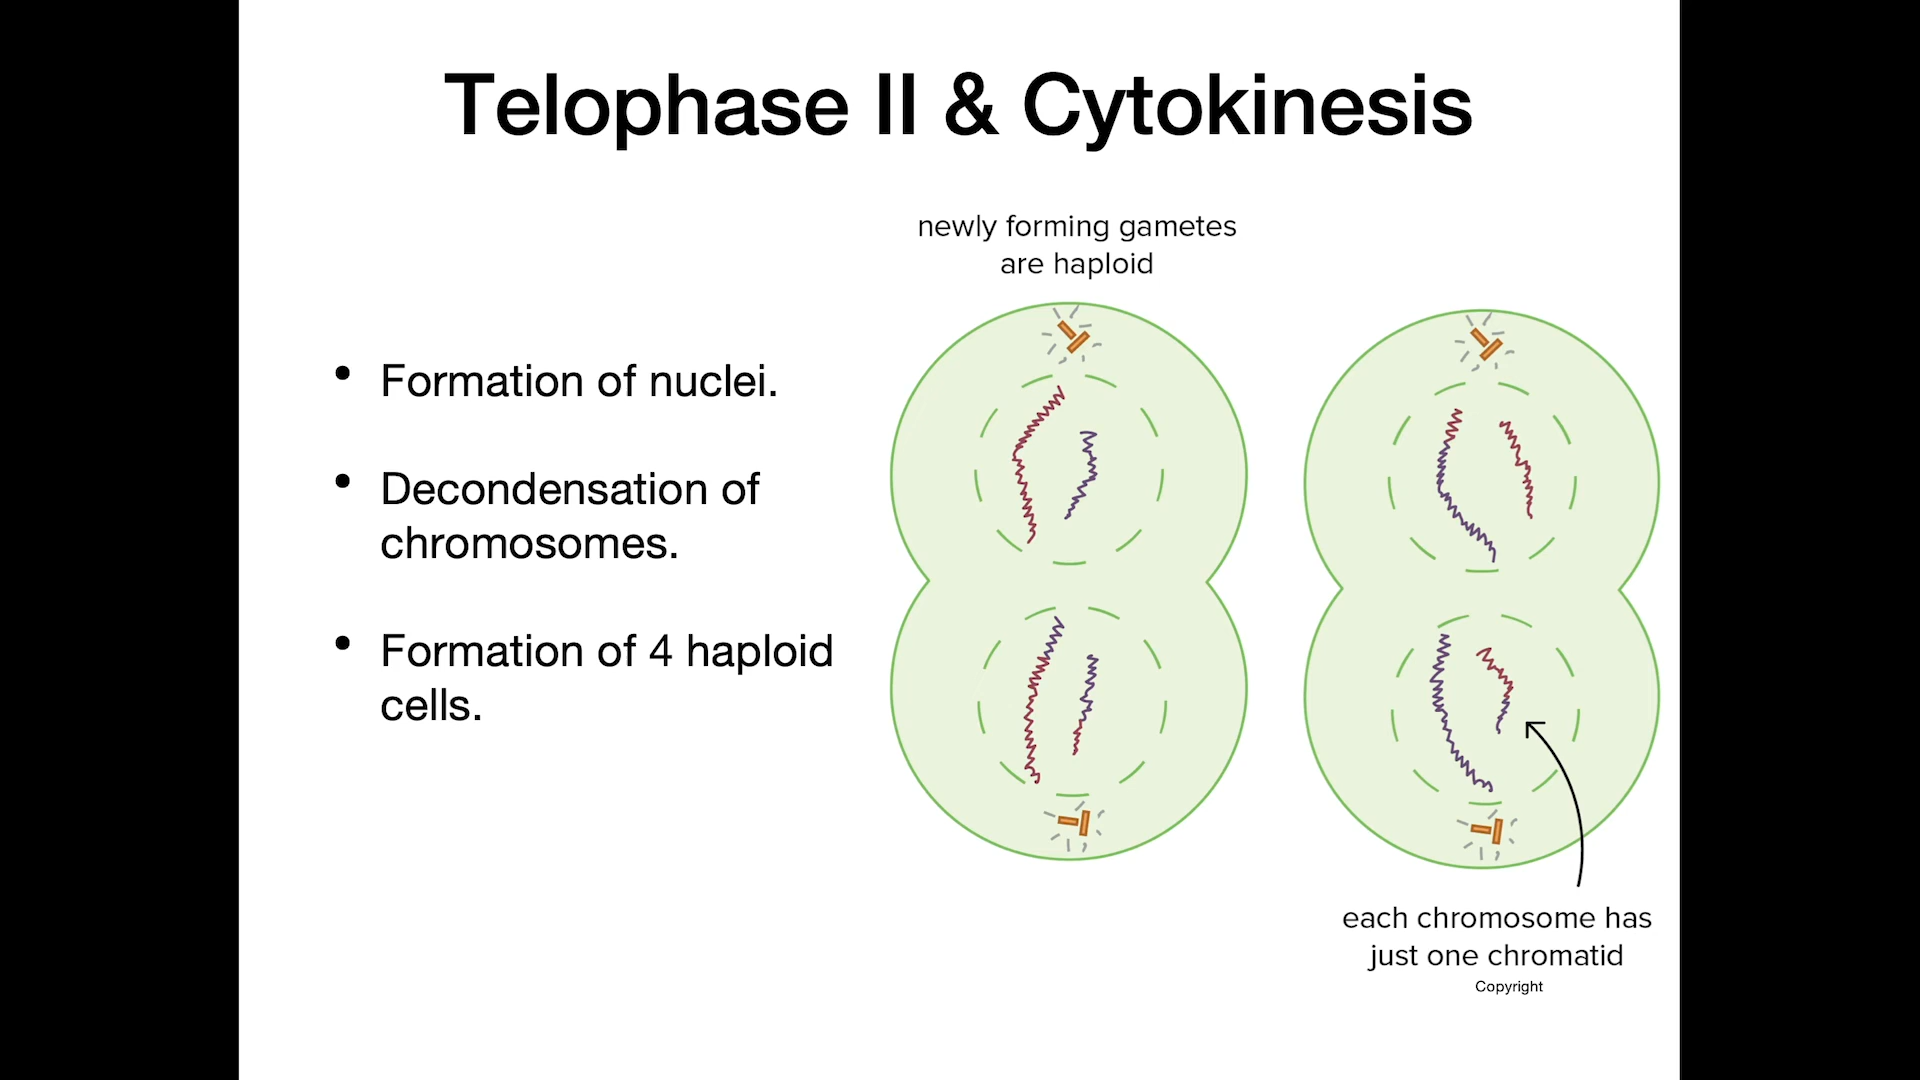 Telophase II & Cytokinesis
newly forming gametes
are haploid
• Formation of nuclei.
• Decondensation of
chromosomes.
• Formation of 4 haploid
cells.
each chromosome has
just one chromatid
Copyright